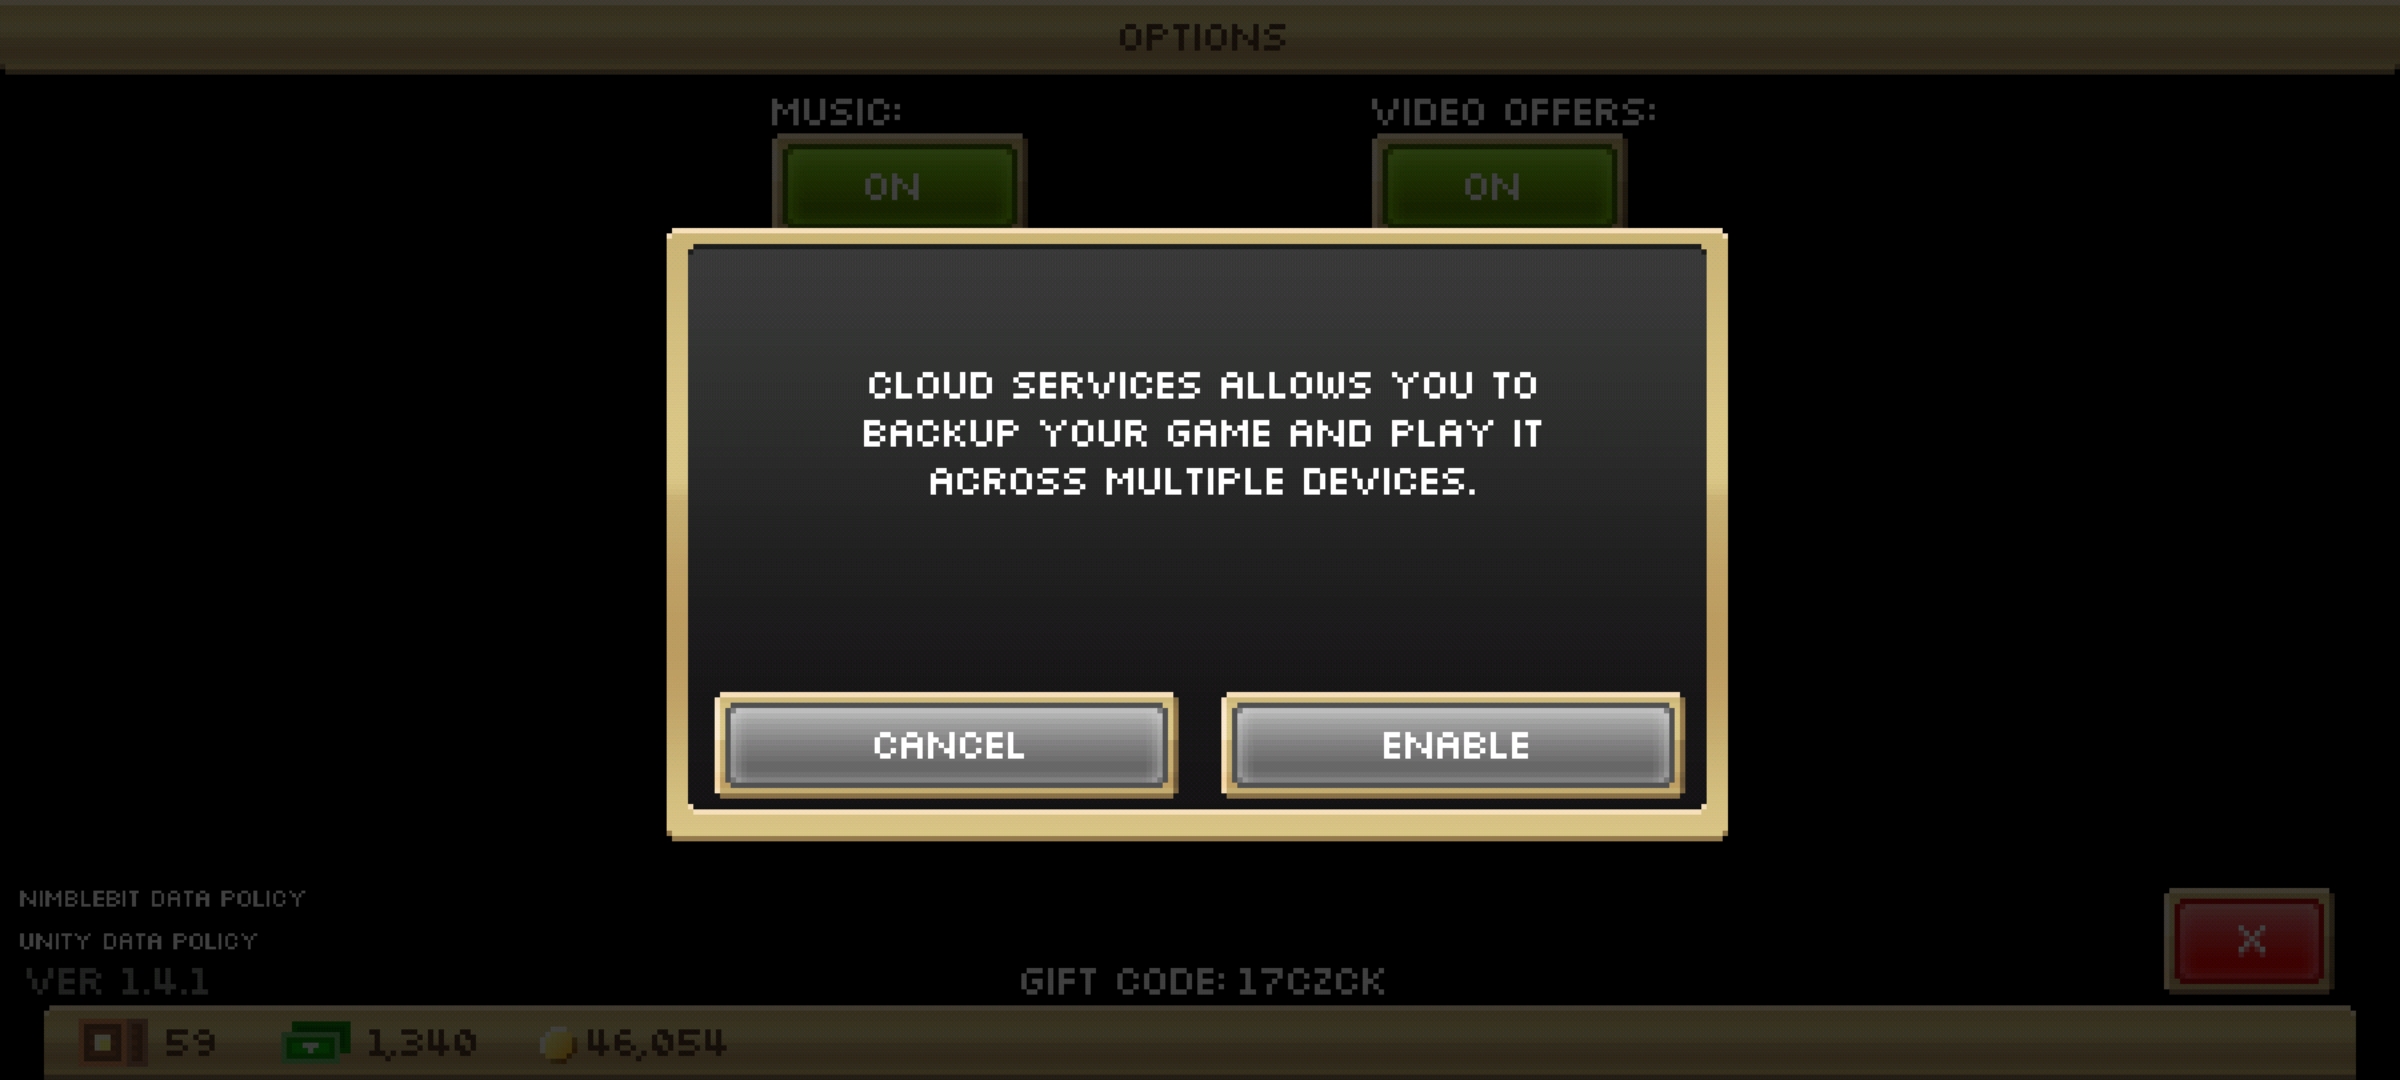 OPTIONS
MUSIC:
VIDEO OFFERS:
ON
ON
CLOUD SERVICES ALLOWS YOU TO
BACKUP YOUR GAME AND PLAY IT
ACROSS MULTIPLE DEVICES.
CANCEL
ENABLE
NIMBLEBIT DATA POLICY
UNITY DATA POLICY
VER 1.4.1
GIFT CODE: 17CZCK
X
59
1,340
46,054